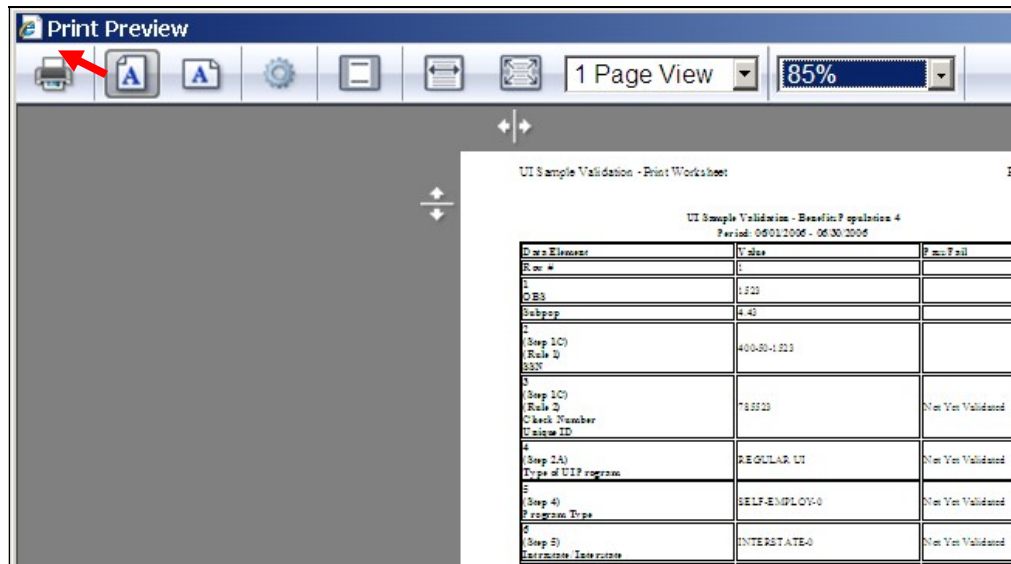 Print Preview
A A 1 Page View 85%
UI Sample Validation - Print Worksheet
UI Sample Validation - Benefits Population 4
Period: 06/01/2006 - 06/30/2006
Data Element Value Pass/Fail
Row # 1
1
OBS 1523
Subpop 4.43
2
(Step 1C)
(Rule 1)
SSN 400-50-1523
3
(Step 1C)
(Rule 2)
Check Number
Unique ID 785523 Not Yet Validated
4
(Step 2A)
Type of UI Program REGULAR UI Not Yet Validated
5
(Step 4)
Program Type SELF-EMPLOY-0 Not Yet Validated
6
(Step 5)
Intrastate/Interstate INTERSTATE-0 Not Yet Validated